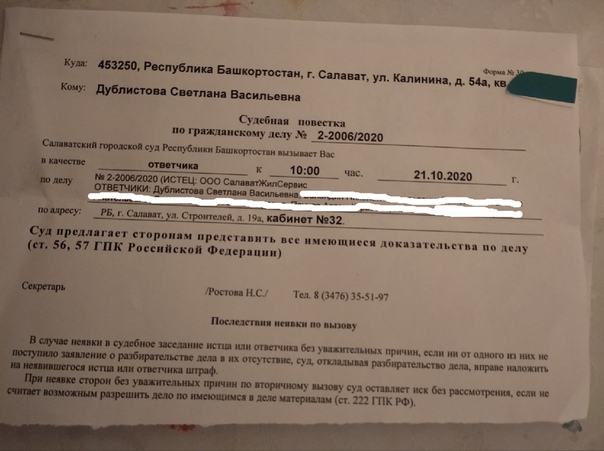 Форма № 30
Куда: 453250, Республика Башкортостан, г. Салават, ул. Калинина, д. 54а, кв
Кому: Дублистова Светлана Васильевна
Судебная повестка
по гражданскому делу № 2-2006/2020
Салаватский городской суд Республики Башкортостан вызывает Вас
в качестве ответчика к 10:00 час. 21.10.2020 г.
по делу № 2-2006/2020 (ИСТЕЦ: ООО СалаватЖилСервис
ОТВЕТЧИКИ: Дублистова Светлана Васильевна
по адресу: РБ, г. Салават, ул. Строителей, д. 19а, кабинет №32.
Суд предлагает сторонам представить все имеющиеся доказательства по делу
(ст. 56, 57 ГПК Российской Федерации)
Секретарь /Ростова Н.С./ Тел. 8 (3476) 35-51-97
Последствия неявки по вызову
В случае неявки в судебное заседание истца или ответчика без уважительных причин, если ни от одного из них не
поступило заявление о разбирательстве дела в их отсутствие, суд, откладывая разбирательство дела, вправе наложить
на неявившегося истца или ответчика штраф.
При неявке сторон без уважительных причин по вторичному вызову суд оставляет иск без рассмотрения, если не
считает возможным разрешить дело по имеющимся в деле материалам (ст. 222 ГПК РФ).